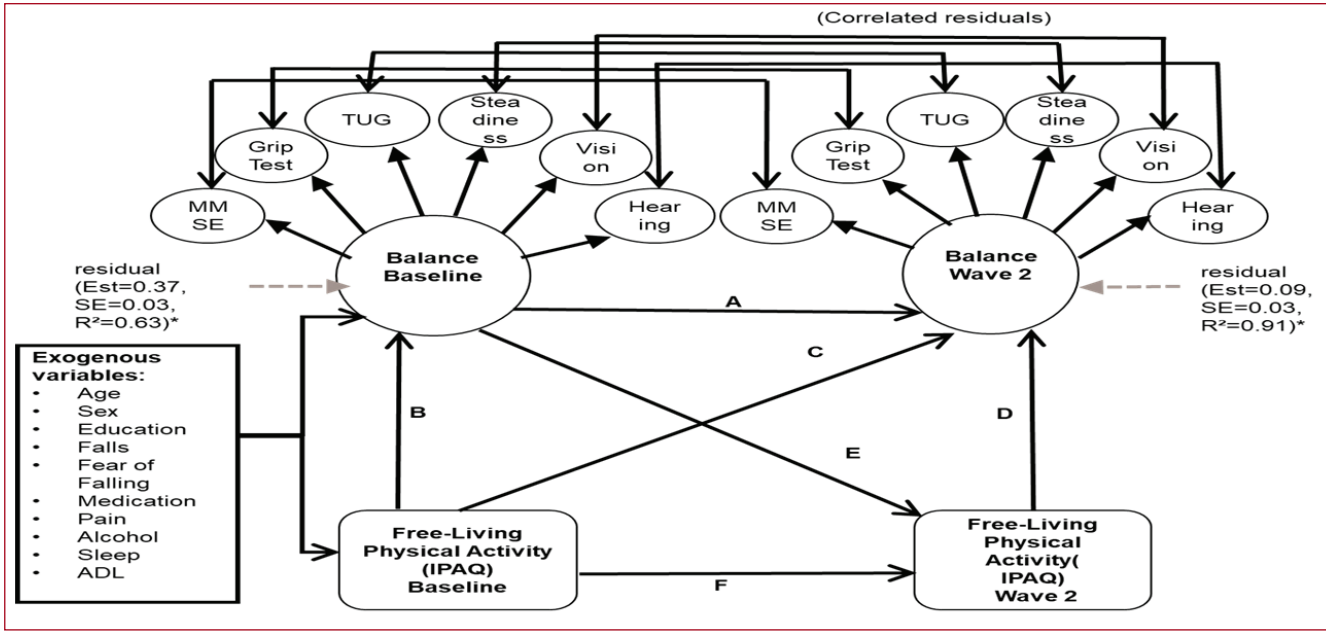 (Correlated residuals)
TUG
Stea
dine
ss
Grip
Test
Visi
on
MM
SE
Hear
ing
TUG
Stea
dine
ss
Grip
Test
Visi
on
MM
SE
Hear
ing
Balance
Baseline
Balance
Wave 2
residual
(Est=0.37,
SE=0.03,
R²=0.63)*
residual
(Est=0.09,
SE=0.03,
R²=0.91)*
A
C
B
D
E
F
Exogenous
variables:
• Age
• Sex
• Education
• Falls
• Fear of
Falling
• Medication
• Pain
• Alcohol
• Sleep
• ADL
Free-Living
Physical Activity
(IPAQ)
Baseline
Free-Living
Physical
Activity(
IPAQ)
Wave 2